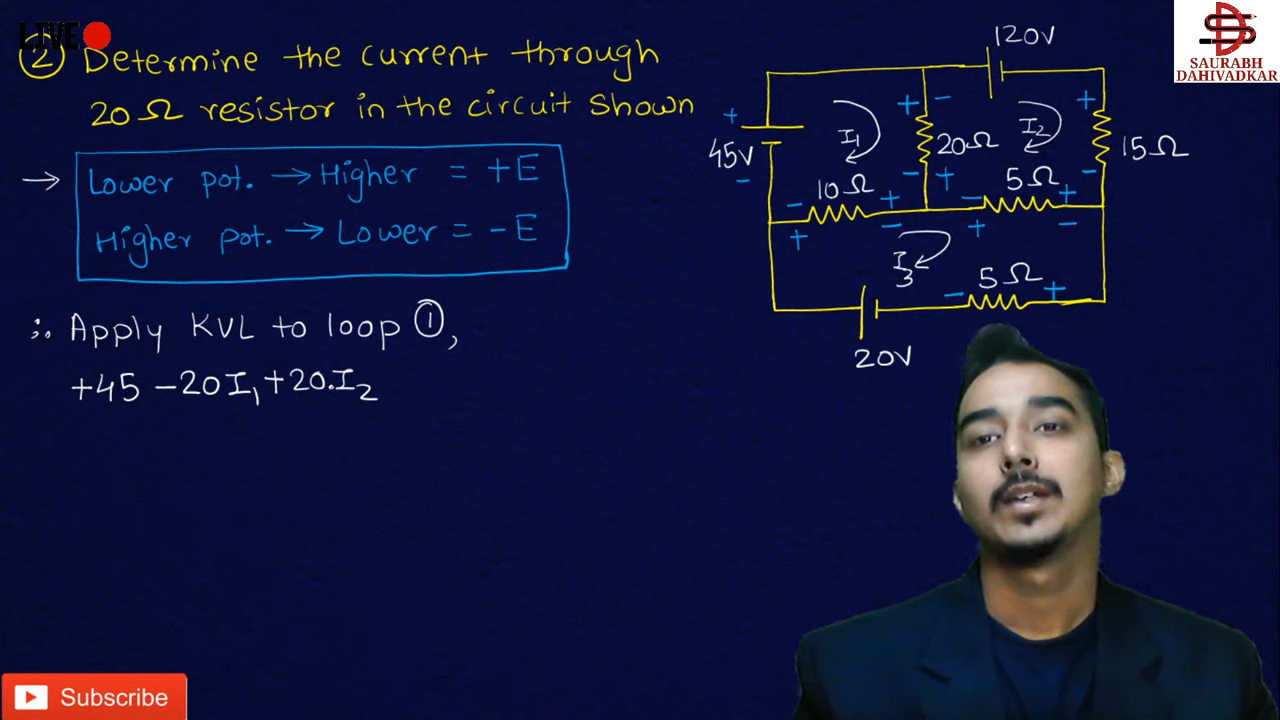 LIVE
② Determine the current through
20Ω resistor in the circuit shown
→ Lower pot. → Higher = +E
Higher pot. → Lower = -E
∴ Apply KVL to loop ①,
+45 -20I₁+20.I₂
120V
SAURABH
DAHIVADKAR
+ - +
+ I₁ I₂
45V 20Ω 15Ω
- - + -
10Ω 5Ω
- + - +
+ - + -
I₃ 5Ω
- +
20V
Subscribe